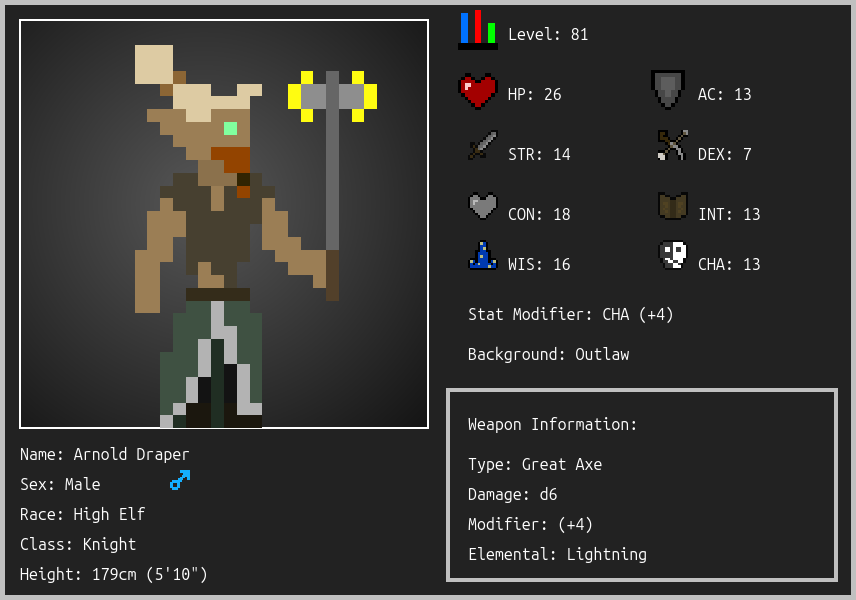 Level: 81
HP: 26
AC: 13
STR: 14
DEX: 7
CON: 18
INT: 13
WIS: 16
CHA: 13
Stat Modifier: CHA (+4)
Background: Outlaw
Weapon Information:
Type: Great Axe
Damage: d6
Modifier: (+4)
Elemental: Lightning
Name: Arnold Draper
Sex: Male
Race: High Elf
Class: Knight
Height: 179cm (5'10")